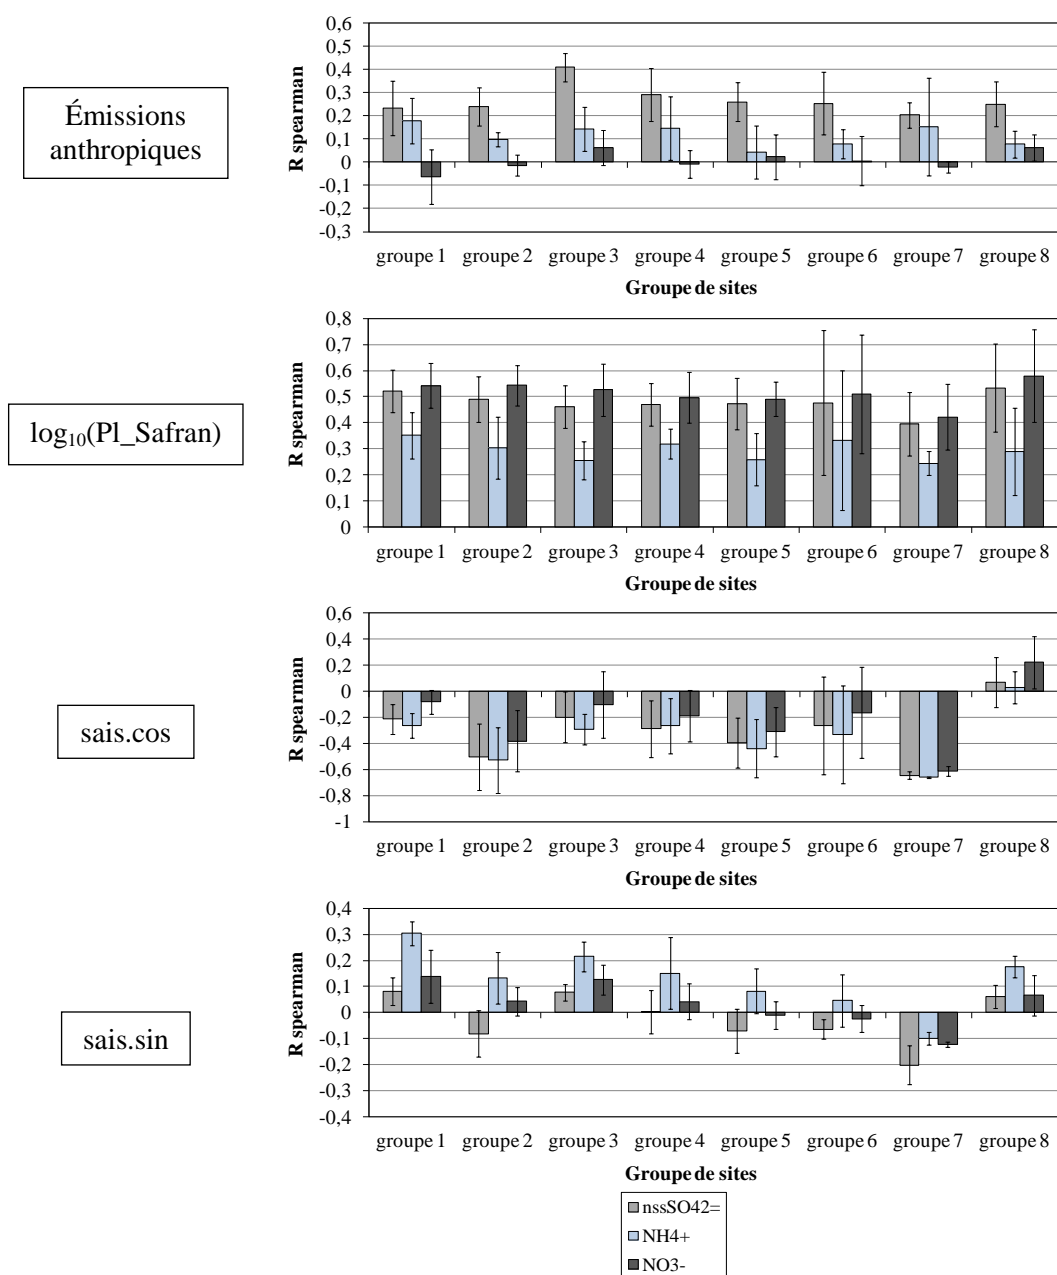 Émissions
anthropiques
R spearman
0,6
0,5
0,4
0,3
0,2
0,1
0
-0,1
-0,2
-0,3
groupe 1 groupe 2 groupe 3 groupe 4 groupe 5 groupe 6 groupe 7 groupe 8
Groupe de sites
log₁₀(Pl_Safran)
R spearman
0,8
0,7
0,6
0,5
0,4
0,3
0,2
0,1
0
groupe 1 groupe 2 groupe 3 groupe 4 groupe 5 groupe 6 groupe 7 groupe 8
Groupe de sites
sais.cos
R spearman
0,6
0,4
0,2
0
-0,2
-0,4
-0,6
-0,8
-1
groupe 1 groupe 2 groupe 3 groupe 4 groupe 5 groupe 6 groupe 7 groupe 8
Groupe de sites
sais.sin
R spearman
0,4
0,3
0,2
0,1
0
-0,1
-0,2
-0,3
-0,4
groupe 1 groupe 2 groupe 3 groupe 4 groupe 5 groupe 6 groupe 7 groupe 8
Groupe de sites
nssSO42=
NH4+
NO3-